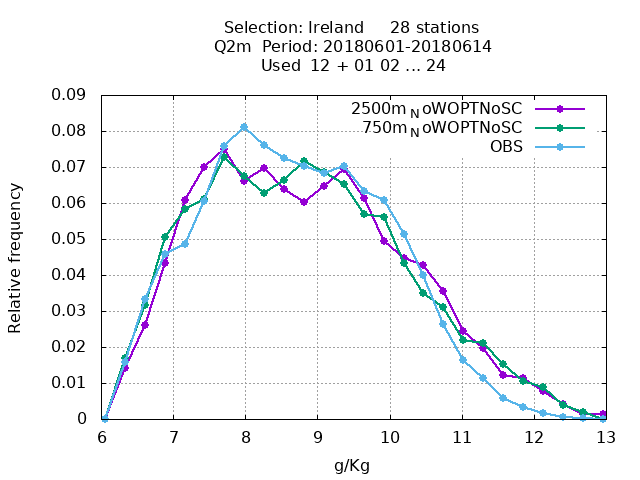 Selection: Ireland 28 stations
Q2m Period: 20180601-20180614
Used 12 + 01 02 ... 24
0.09
0.08
0.07
0.06
0.05
0.04
0.03
0.02
0.01
0
Relative frequency
2500m_NoWOPTNoSC
750m_NoWOPTNoSC
OBS
6 7 8 9 10 11 12 13
g/Kg